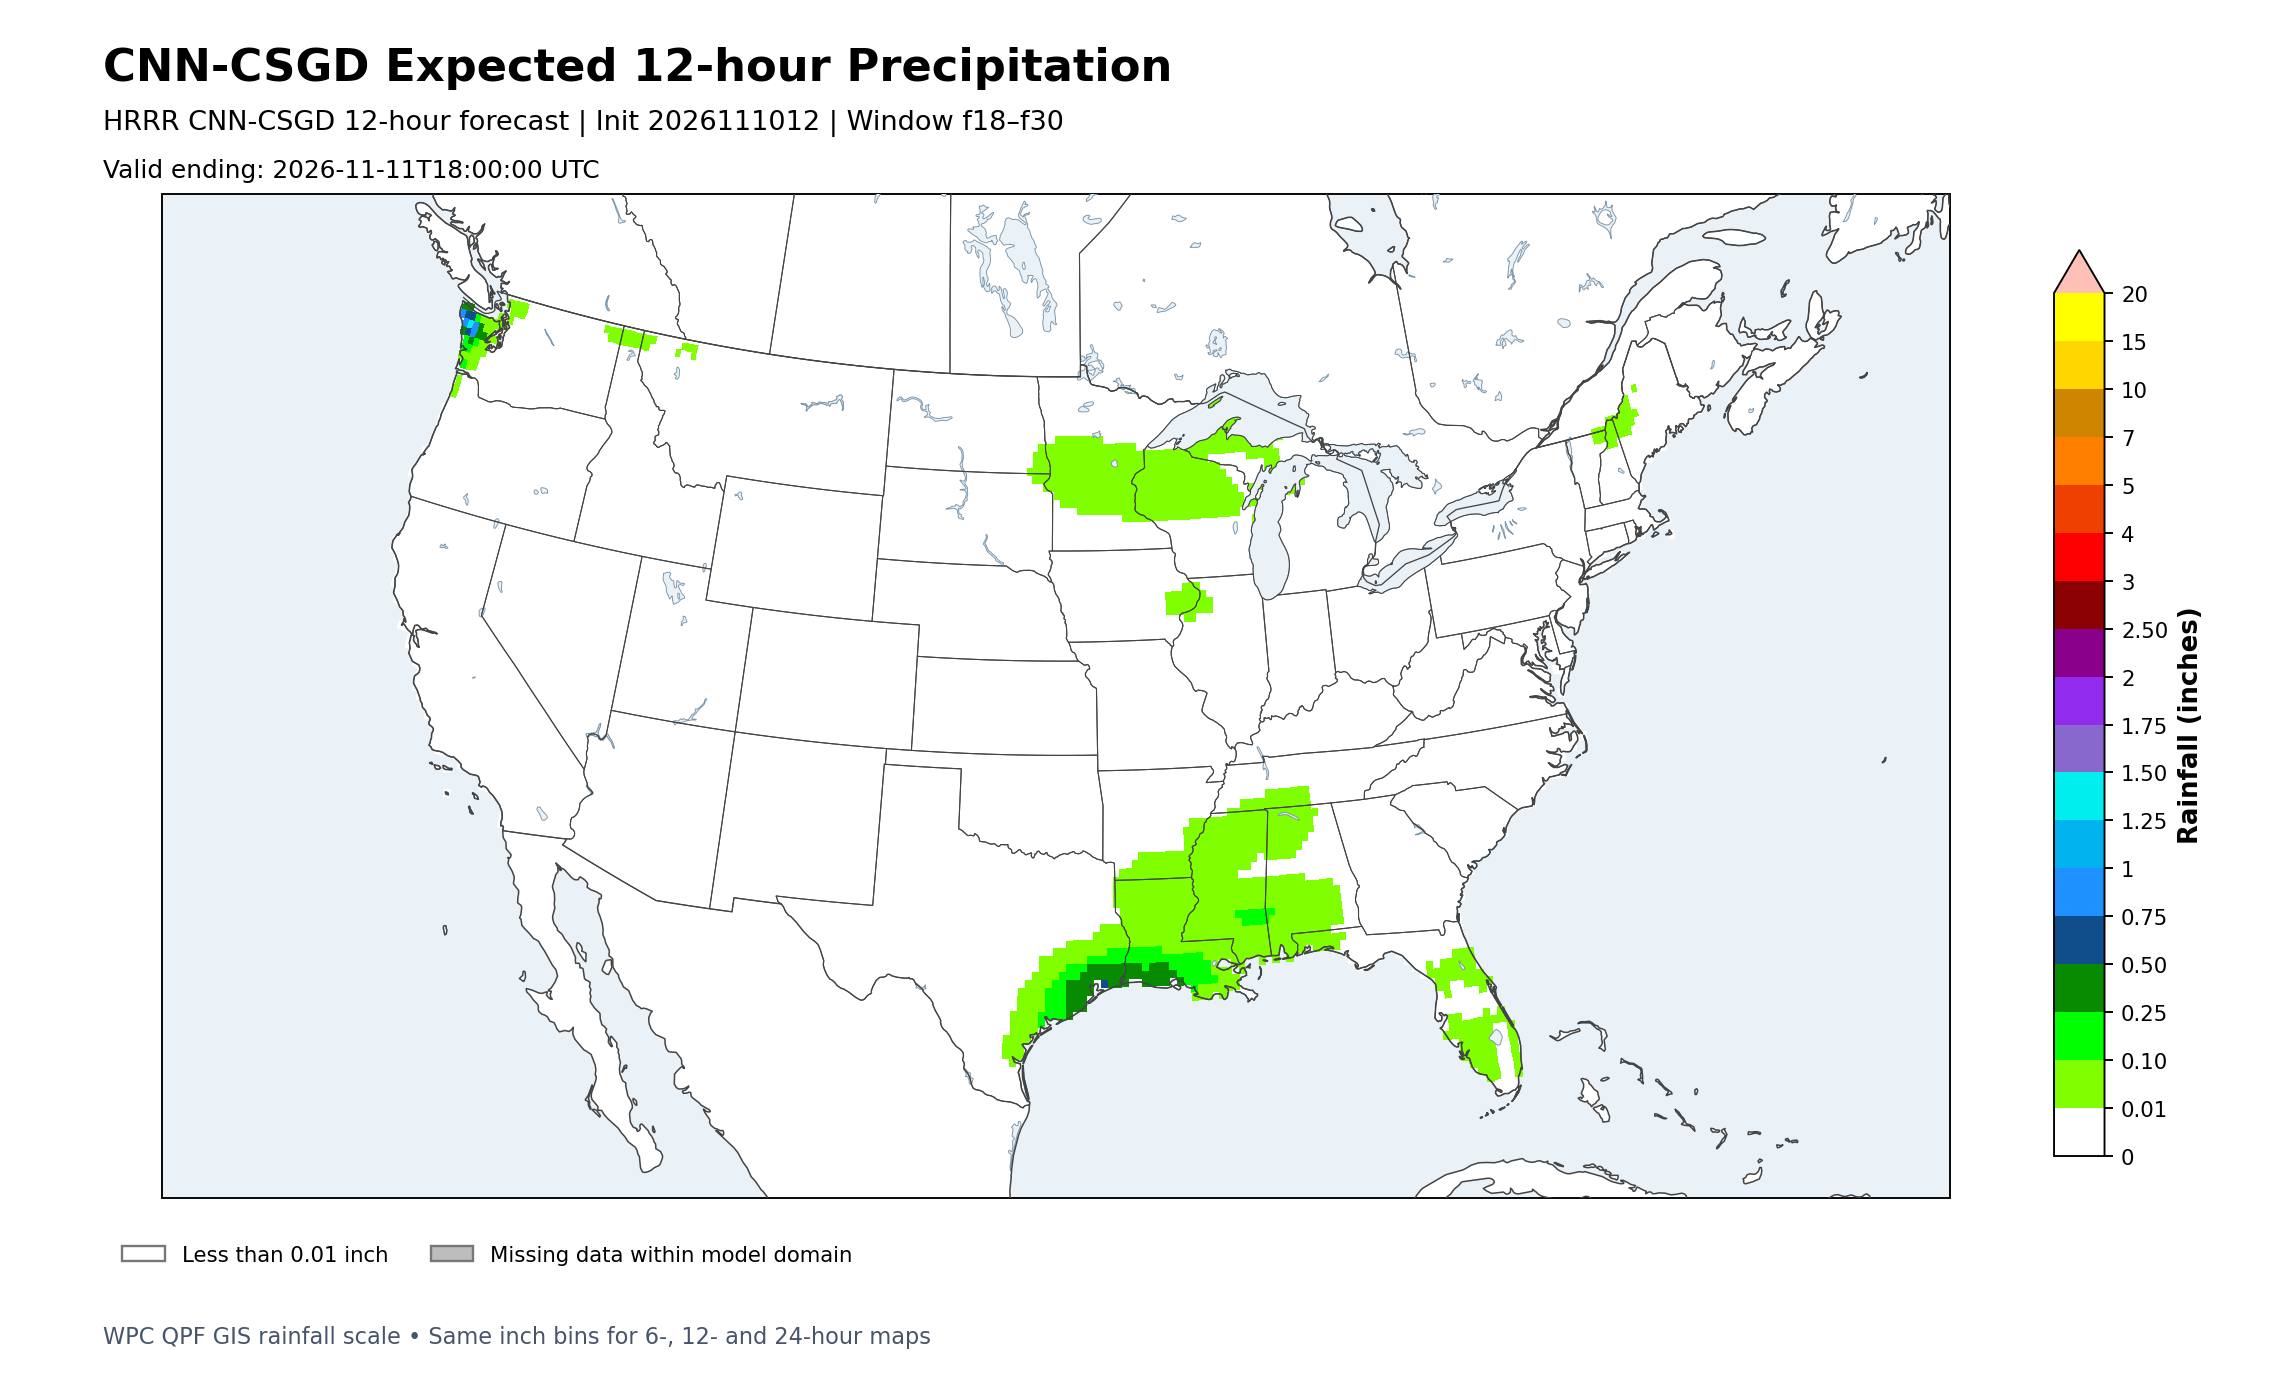 CNN-CSGD Expected 12-hour Precipitation
HRRR CNN-CSGD 12-hour forecast | Init 2026111012 | Window f18–f30
Valid ending: 2026-11-11T18:00:00 UTC
20
15
10
7
5
4
3
2.50
2
1.75
1.50
1.25
1
0.75
0.50
0.25
0.10
0.01
0
Rainfall (inches)
Less than 0.01 inch
Missing data within model domain
WPC QPF GIS rainfall scale • Same inch bins for 6-, 12- and 24-hour maps